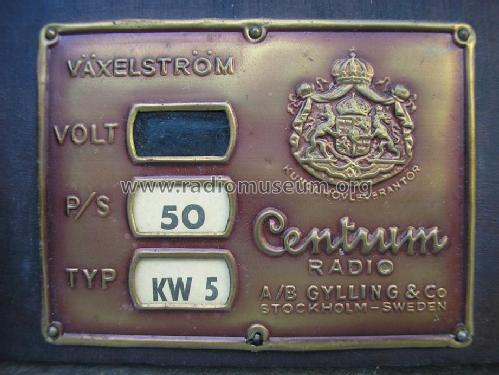 VÄXELSTRÖM
VOLT
P/S 50
TYP KW 5
KUNGL. HOVLEVERANTÖR
www.radiomuseum.org
Centrum
RADIO
A/B GYLLING & Co
STOCKHOLM-SWEDEN